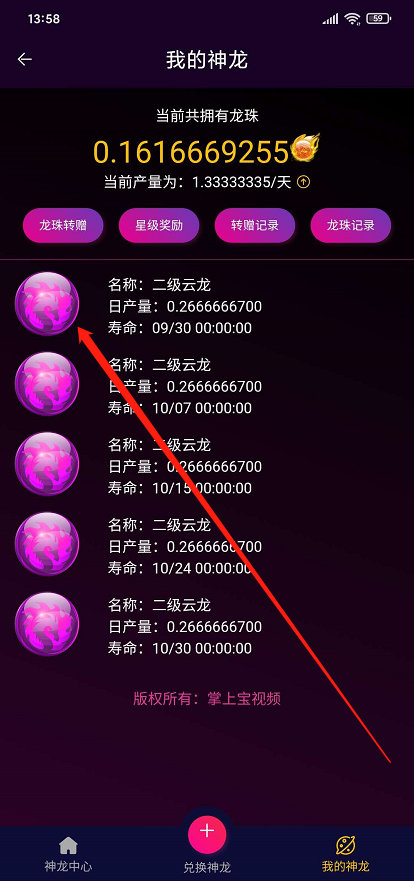 13:58
59
我的神龙
当前共拥有龙珠
0.1616669255
当前产量为：1.33333335/天
龙珠转赠
星级奖励
转赠记录
龙珠记录
名称：二级云龙
日产量：0.2666666700
寿命：09/30 00:00:00
名称：二级云龙
日产量：0.2666666700
寿命：10/07 00:00:00
名称：二级云龙
日产量：0.2666666700
寿命：10/15 00:00:00
名称：二级云龙
日产量：0.2666666700
寿命：10/24 00:00:00
名称：二级云龙
日产量：0.2666666700
寿命：10/30 00:00:00
版权所有：掌上宝视频
神龙中心
兑换神龙
我的神龙